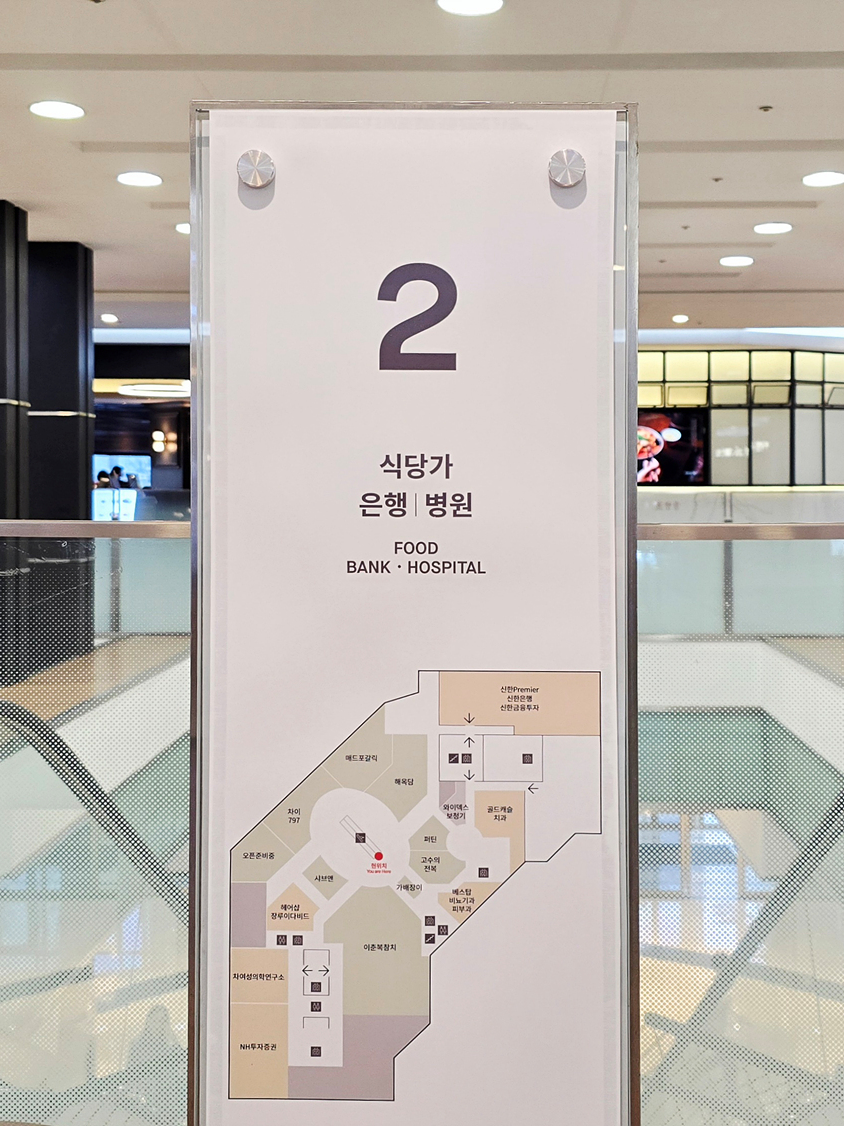 2
식당가
은행 | 병원
FOOD
BANK · HOSPITAL
신한Premier
신한은행
신한금융투자
매드포갈릭
해목담
차이
797
와이덱스
보청기
골드캐슬
치과
퍼틴
오픈준비중
현위치
You are Here
고수의
전복
샤브맨
가배장이
베스탑
비뇨기과
피부과
헤어샵
장루이다비드
이춘복참치
차여성의학연구소
NH투자증권